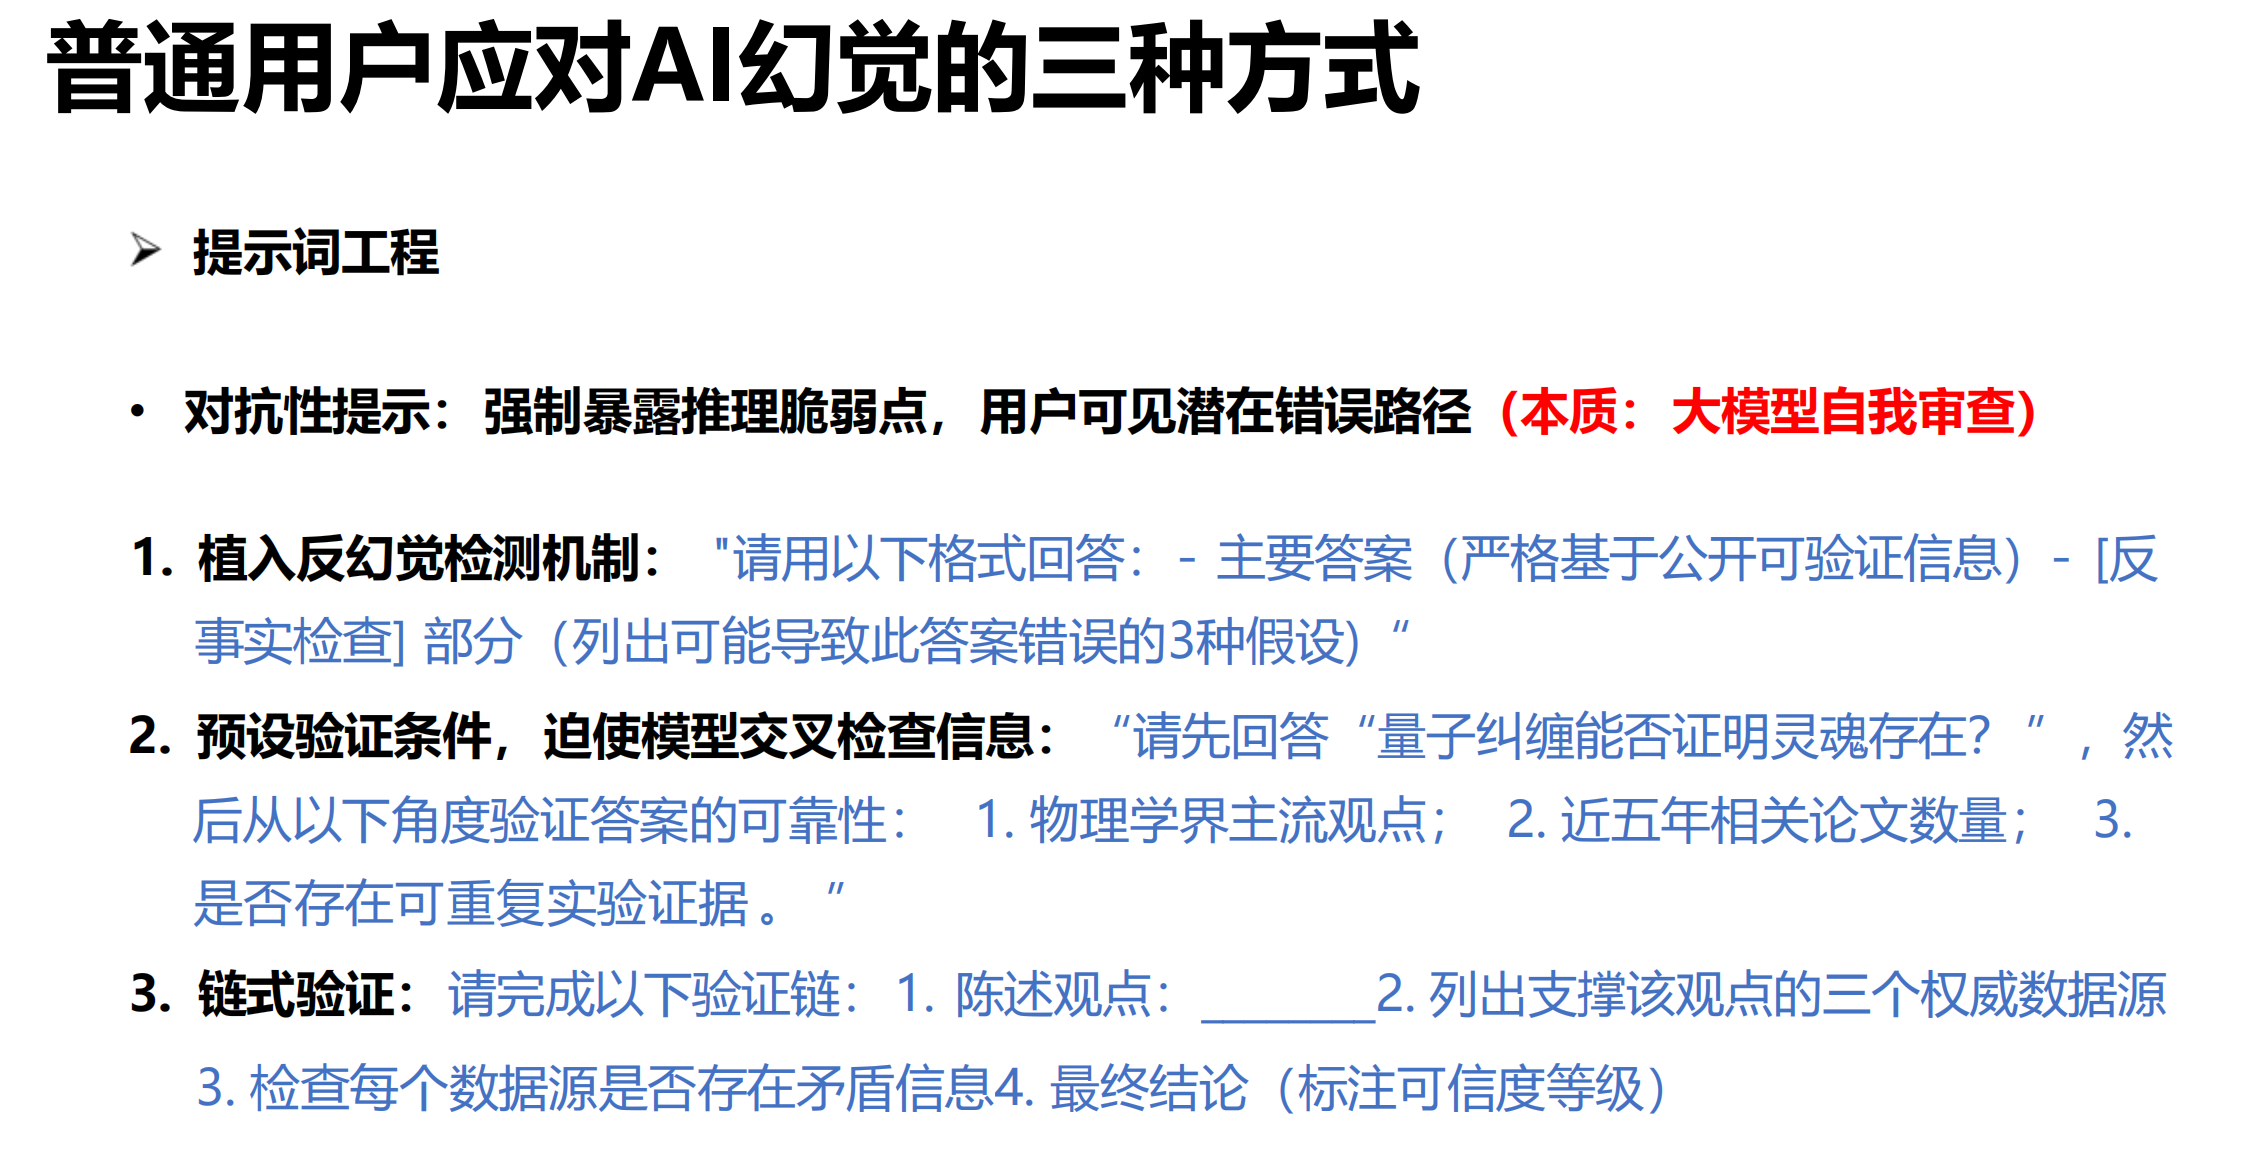 普通用户应对AI幻觉的三种方式
➢ 提示词工程
• 对抗性提示：强制暴露推理脆弱点，用户可见潜在错误路径（本质：大模型自我审查）
1. 植入反幻觉检测机制： "请用以下格式回答：- 主要答案（严格基于公开可验证信息）- [反
事实检查] 部分（列出可能导致此答案错误的3种假设)“
2. 预设验证条件，迫使模型交叉检查信息： “请先回答“量子纠缠能否证明灵魂存在？”，然
后从以下角度验证答案的可靠性： 1. 物理学界主流观点； 2. 近五年相关论文数量； 3.
是否存在可重复实验证据 。 ”
3. 链式验证：请完成以下验证链：1. 陈述观点：________2. 列出支撑该观点的三个权威数据源
3. 检查每个数据源是否存在矛盾信息4. 最终结论（标注可信度等级）